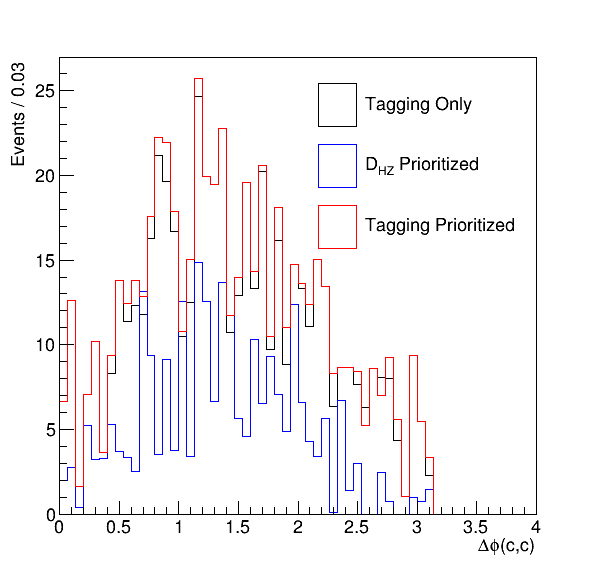 Events / 0.03
25
20
15
10
5
0
Tagging Only
D_HZ Prioritized
Tagging Prioritized
0 0.5 1 1.5 2 2.5 3 3.5 4
Δϕ(c,c)